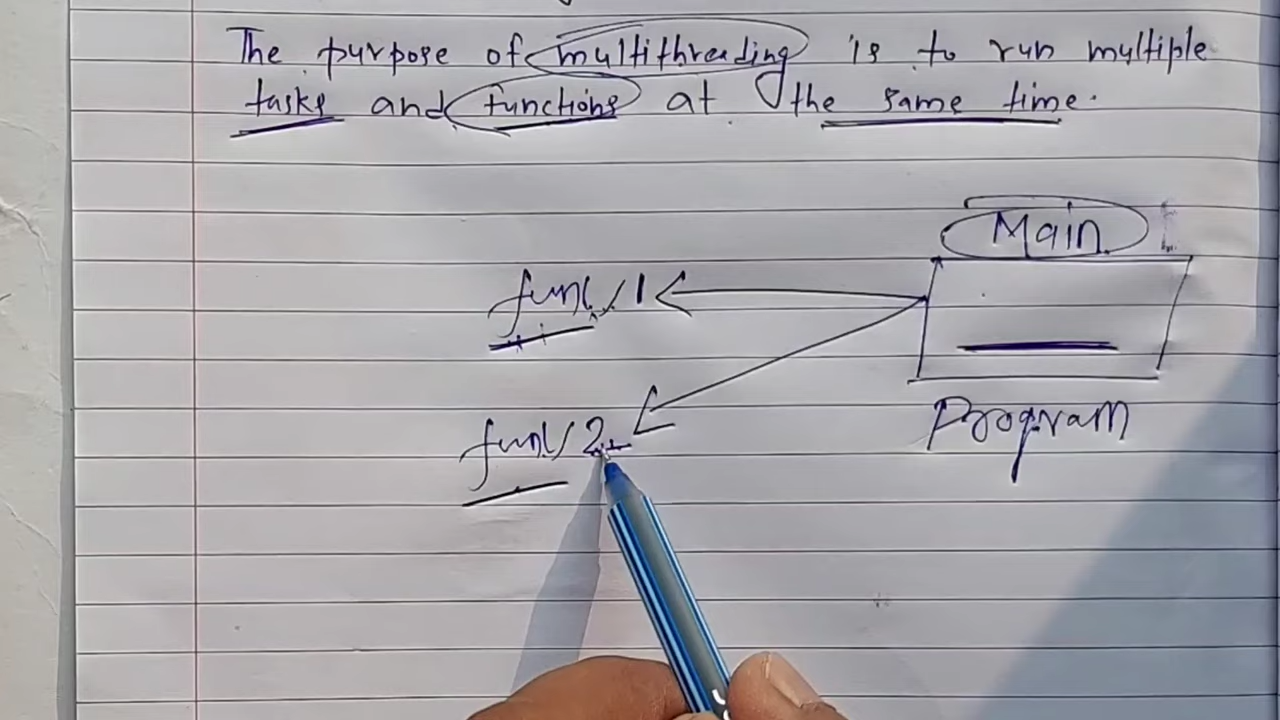 The purpose of multithreading is to run multiple
tasks and functions at the same time.
Main
func/1
func/2
Program